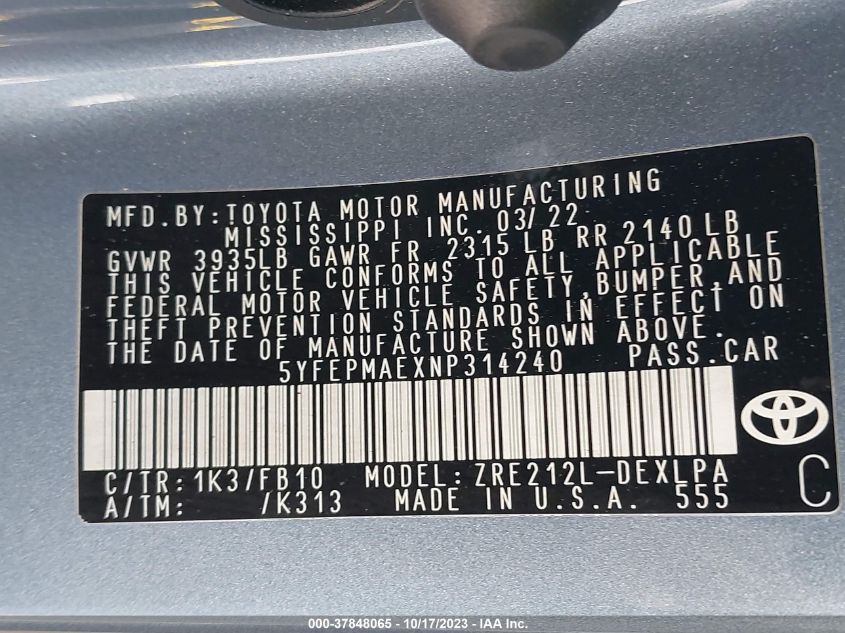 MFD.BY:TOYOTA MOTOR MANUFACTURING
MISSISSIPPI INC. 03/22
GVWR 3935LB GAWR FR 2315 LB RR 2140 LB
THIS VEHICLE CONFORMS TO ALL APPLICABLE
FEDERAL MOTOR VEHICLE SAFETY,BUMPER,AND
THEFT PREVENTION STANDARDS IN EFFECT ON
THE DATE OF MANUFACTURE SHOWN ABOVE.
5YFEPMAEXNP314240 PASS.CAR
C/TR:1K3/FB10 MODEL:ZRE212L-DEXLPA
A/TM: /K313 MADE IN U.S.A. 555 C
000-37848065 - 10/17/2023 - IAA Inc.